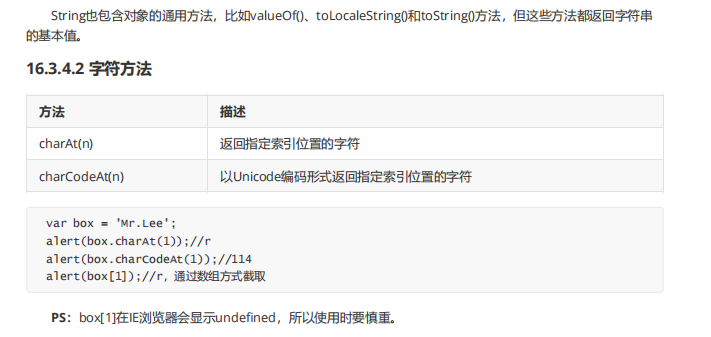 String也包含对象的通用方法，比如valueOf()、toLocaleString()和toString()方法，但这些方法都返回字符串
的基本值。
16.3.4.2 字符方法
方法 描述
charAt(n) 返回指定索引位置的字符
charCodeAt(n) 以Unicode编码形式返回指定索引位置的字符
var box = 'Mr.Lee';
alert(box.charAt(1));//r
alert(box.charCodeAt(1));//114
alert(box[1]);//r，通过数组方式截取
PS：box[1]在IE浏览器会显示undefined，所以使用时要慎重。